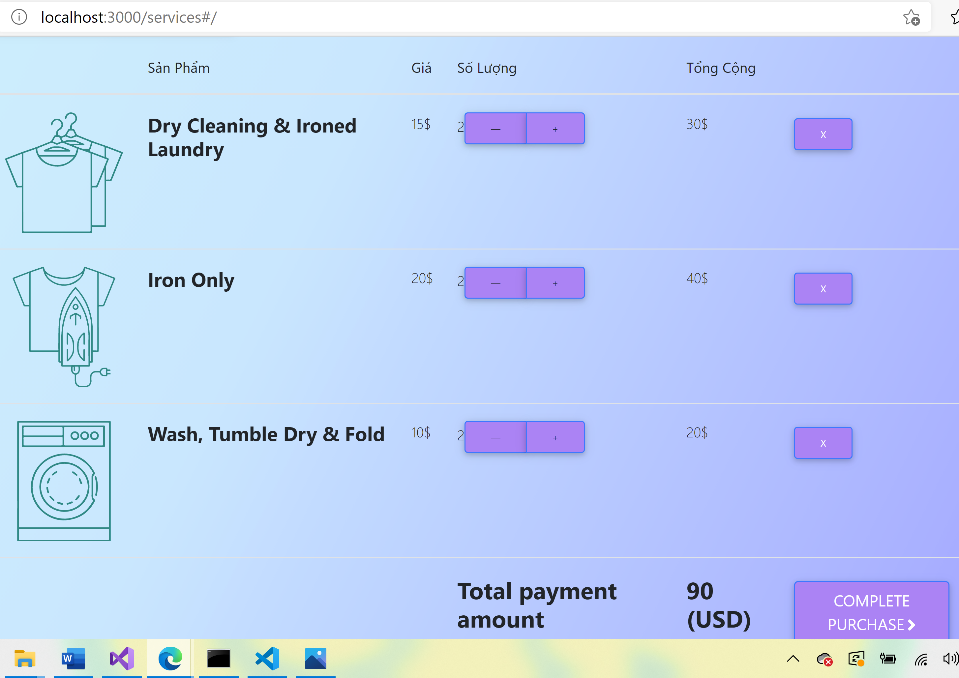 localhost:3000/services#/
Sản Phẩm Giá Số Lượng Tổng Cộng
Dry Cleaning & Ironed 15$ 2 — + 30$ X
Laundry
Iron Only 20$ 2 — + 40$ X
Wash, Tumble Dry & Fold 10$ 2 — + 20$ X
Total payment 90 COMPLETE
amount (USD) PURCHASE